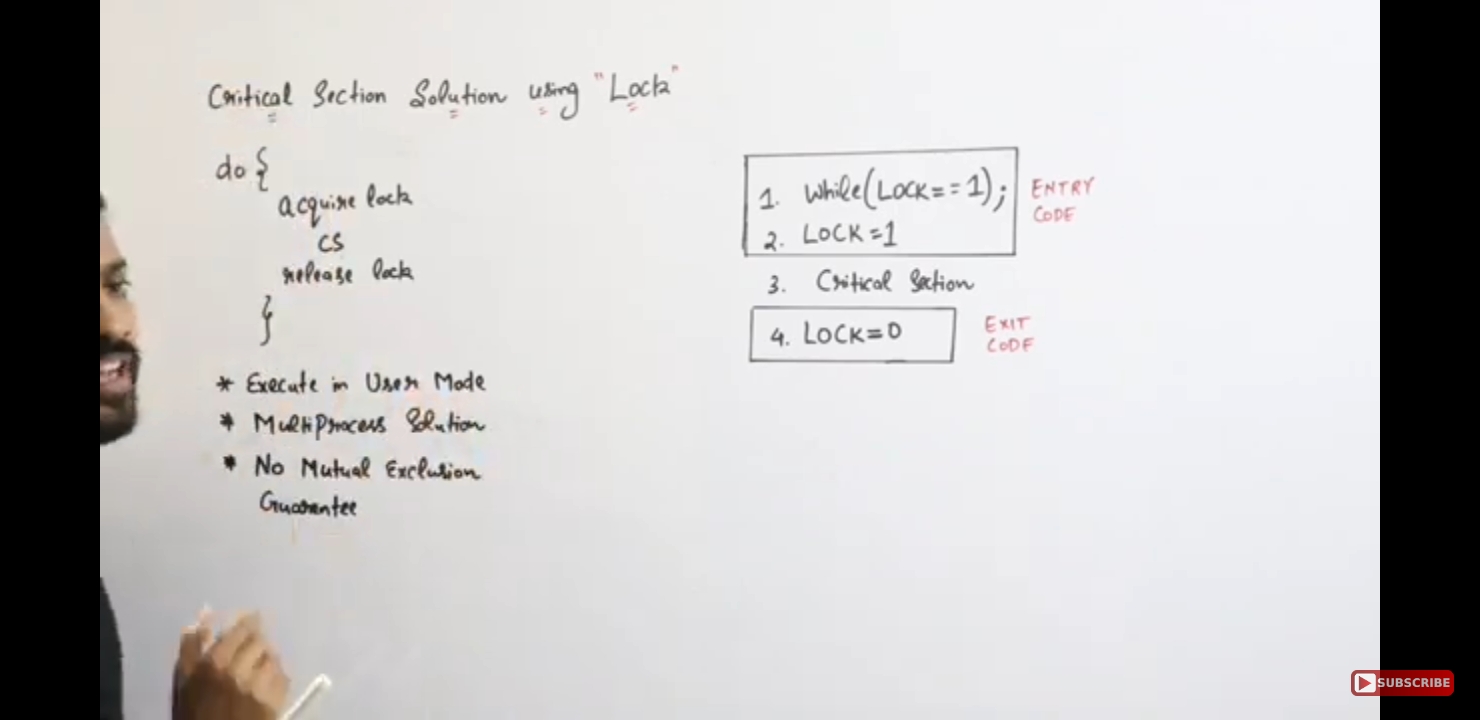 Critical Section Solution using "Lock"
do {
acquire lock
CS
release lock
}
* Execute in User Mode
* Multiprocess Solution
* No Mutual Exclusion
Guarantee
1. While(LOCK==1);
2. LOCK=1
ENTRY
CODE
3. Critical Section
4. LOCK=0
EXIT
CODE
SUBSCRIBE